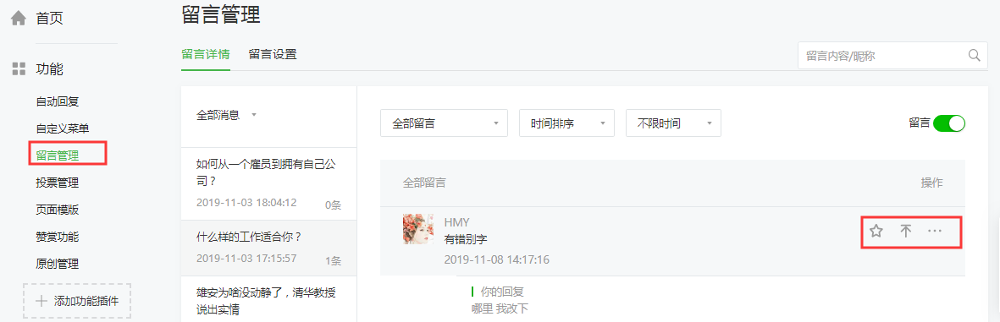 首页
功能
自动回复
自定义菜单
留言管理
投票管理
页面模版
赞赏功能
原创管理
添加功能插件
留言管理
留言详情 留言设置
留言内容/昵称
全部消息
如何从一个雇员到拥有自己公
司？
2019-11-03 18:04:12 0条
什么样的工作适合你？
2019-11-03 17:15:57 1条
雄安为啥没动静了，清华教授
说出实情
全部留言 时间排序 不限时间 留言
全部留言 操作
HMY
有错别字
2019-11-08 14:17:16
你的回复
哪里 我改下